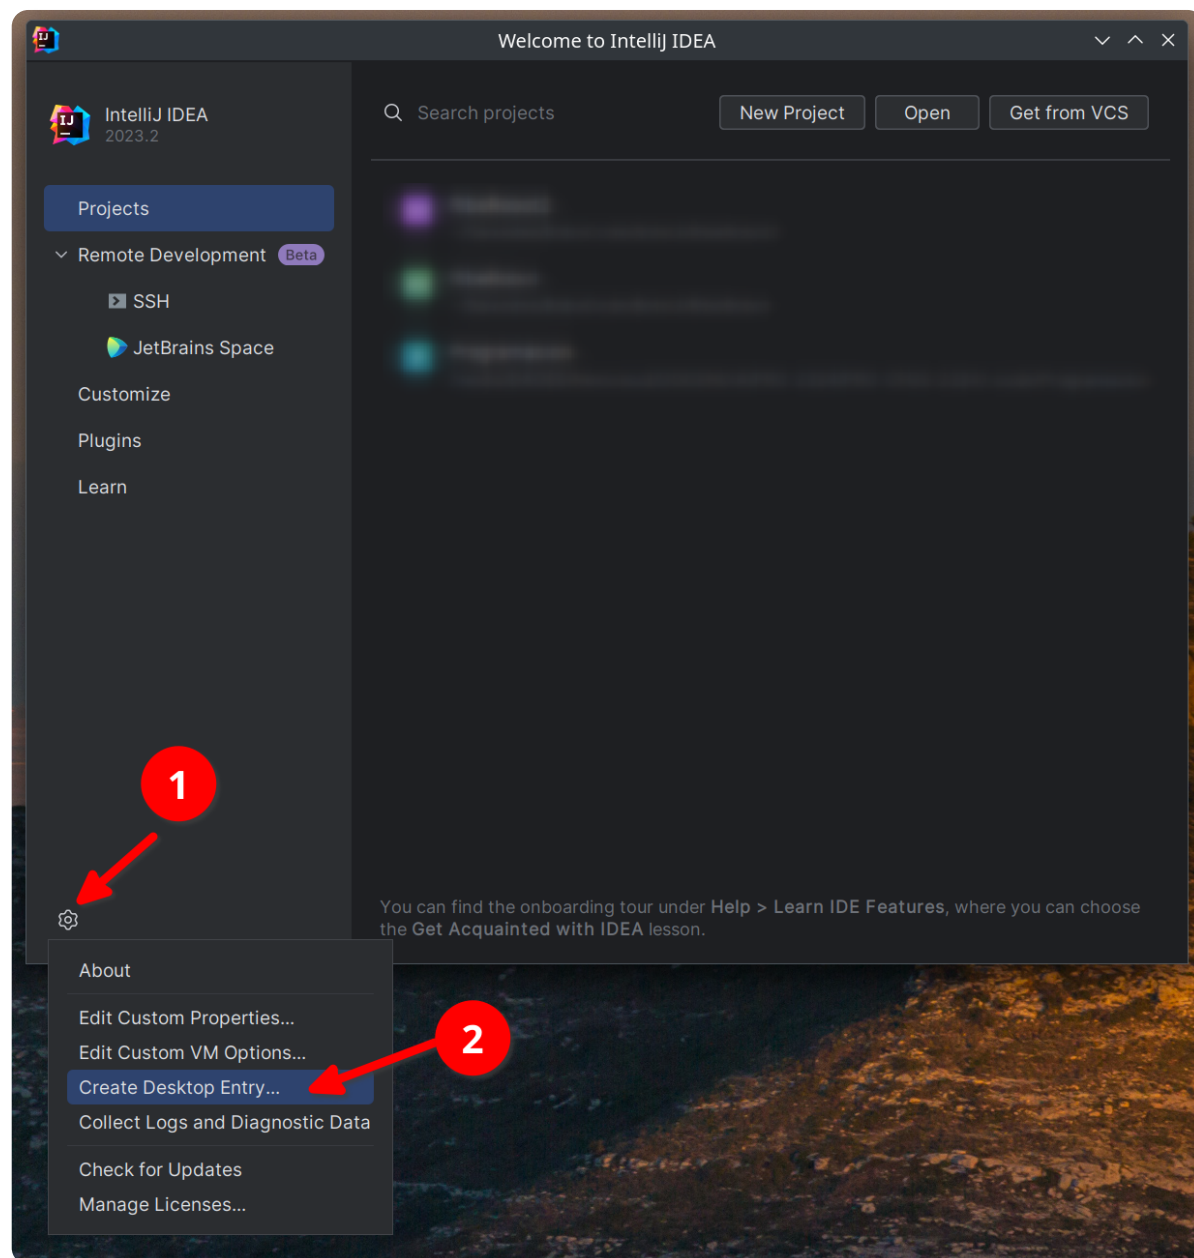 Welcome to IntelliJ IDEA
IntelliJ IDEA
2023.2
Search projects
New Project
Open
Get from VCS
Projects
Remote Development Beta
SSH
JetBrains Space
Customize
Plugins
Learn
1
You can find the onboarding tour under Help > Learn IDE Features, where you can choose
the Get Acquainted with IDEA lesson.
About
Edit Custom Properties...
2
Edit Custom VM Options...
Create Desktop Entry...
Collect Logs and Diagnostic Data
Check for Updates
Manage Licenses...